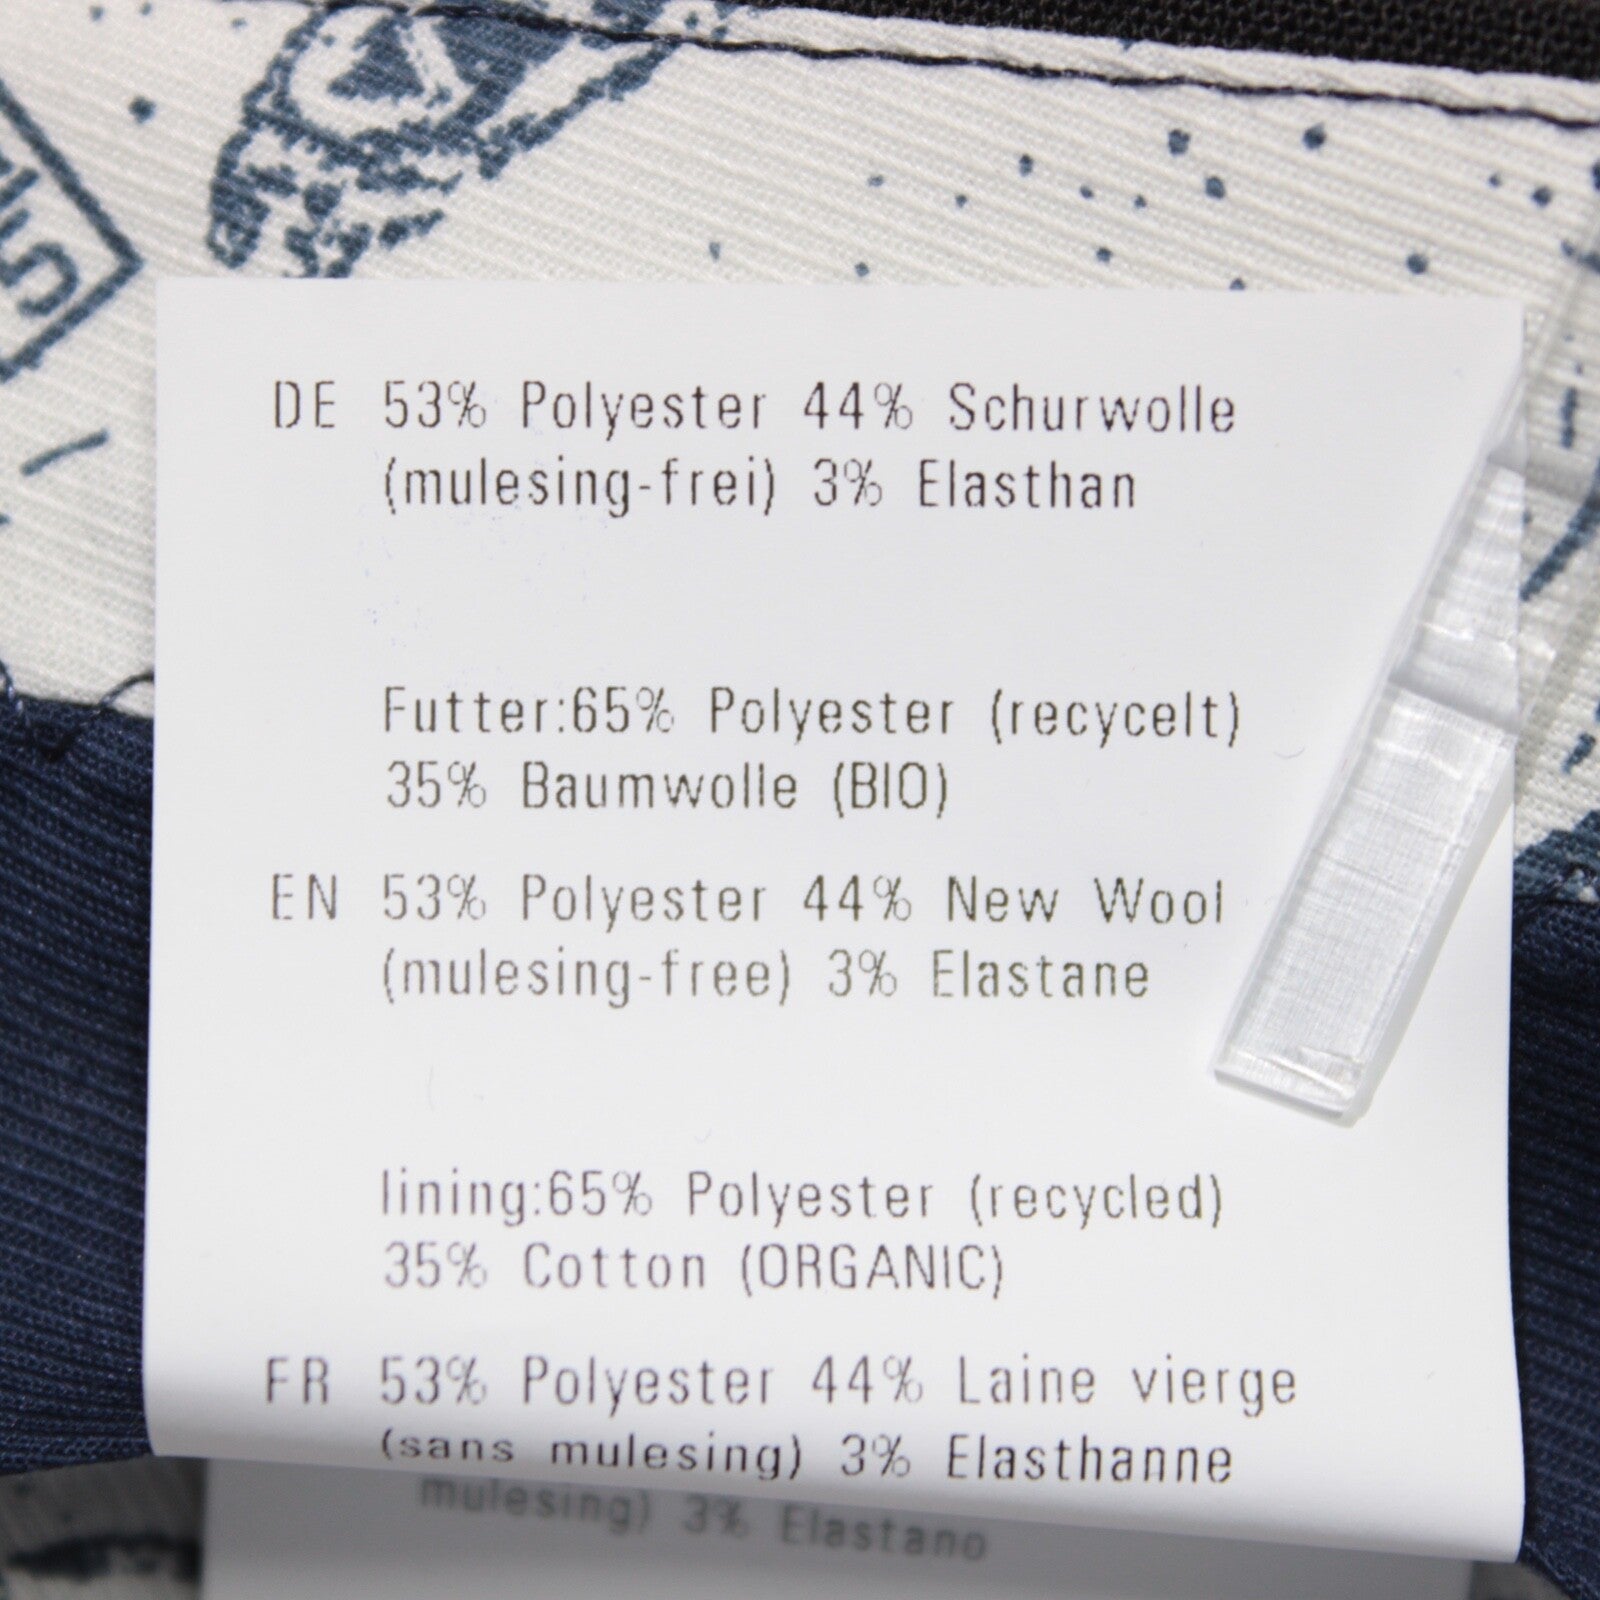 DE 53% Polyester 44% Schurwolle
(mulesing-frei) 3% Elasthan
Futter:65% Polyester (recycelt)
35% Baumwolle (BIO)
EN 53% Polyester 44% New Wool
(mulesing-free) 3% Elastane
lining:65% Polyester (recycled)
35% Cotton (ORGANIC)
FR 53% Polyester 44% Laine vierge
(sans mulesing) 3% Elasthanne
mulesing) 3% Elastano